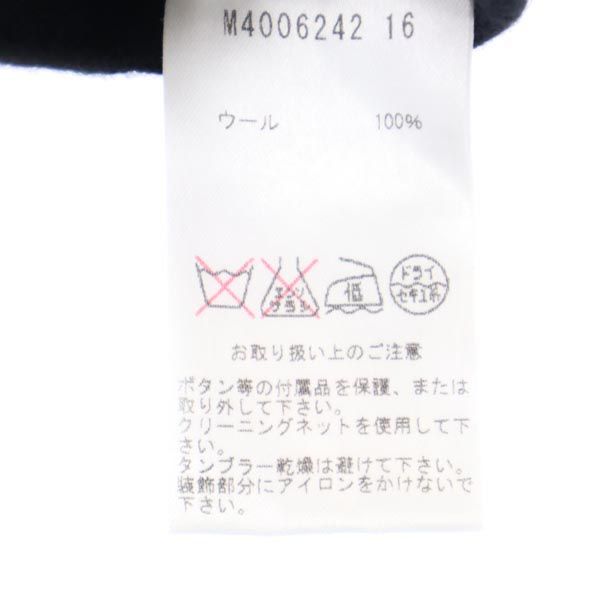 M4006242 16
ウール 100%
エンソ サラシ 低 ドライ セキユ系
お取り扱い上のご注意
ボタン等の付属品を保護、または
取り外して下さい。
クリーニングネットを使用して下
さい。
タンブラー乾燥は避けて下さい。
装飾部分にアイロンをかけないで
下さい。